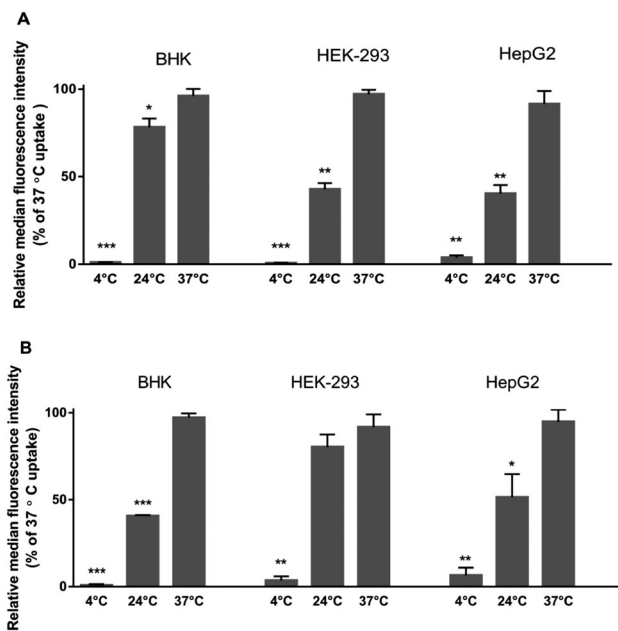 A
BHK
HEK-293
HepG2
Relative median fluorescence intensity
(% of 37 °C uptake )
100
50
0
*
**
**
***
***
**
4°C 24°C 37°C 4°C 24°C 37°C 4°C 24°C 37°C
B
BHK
HEK-293
HepG2
Relative median fluorescence intensity
(% of 37 ° C uptake)
100
50
0
*
***
***
**
**
4°C 24°C 37°C 4°C 24°C 37°C 4°C 24°C 37°C